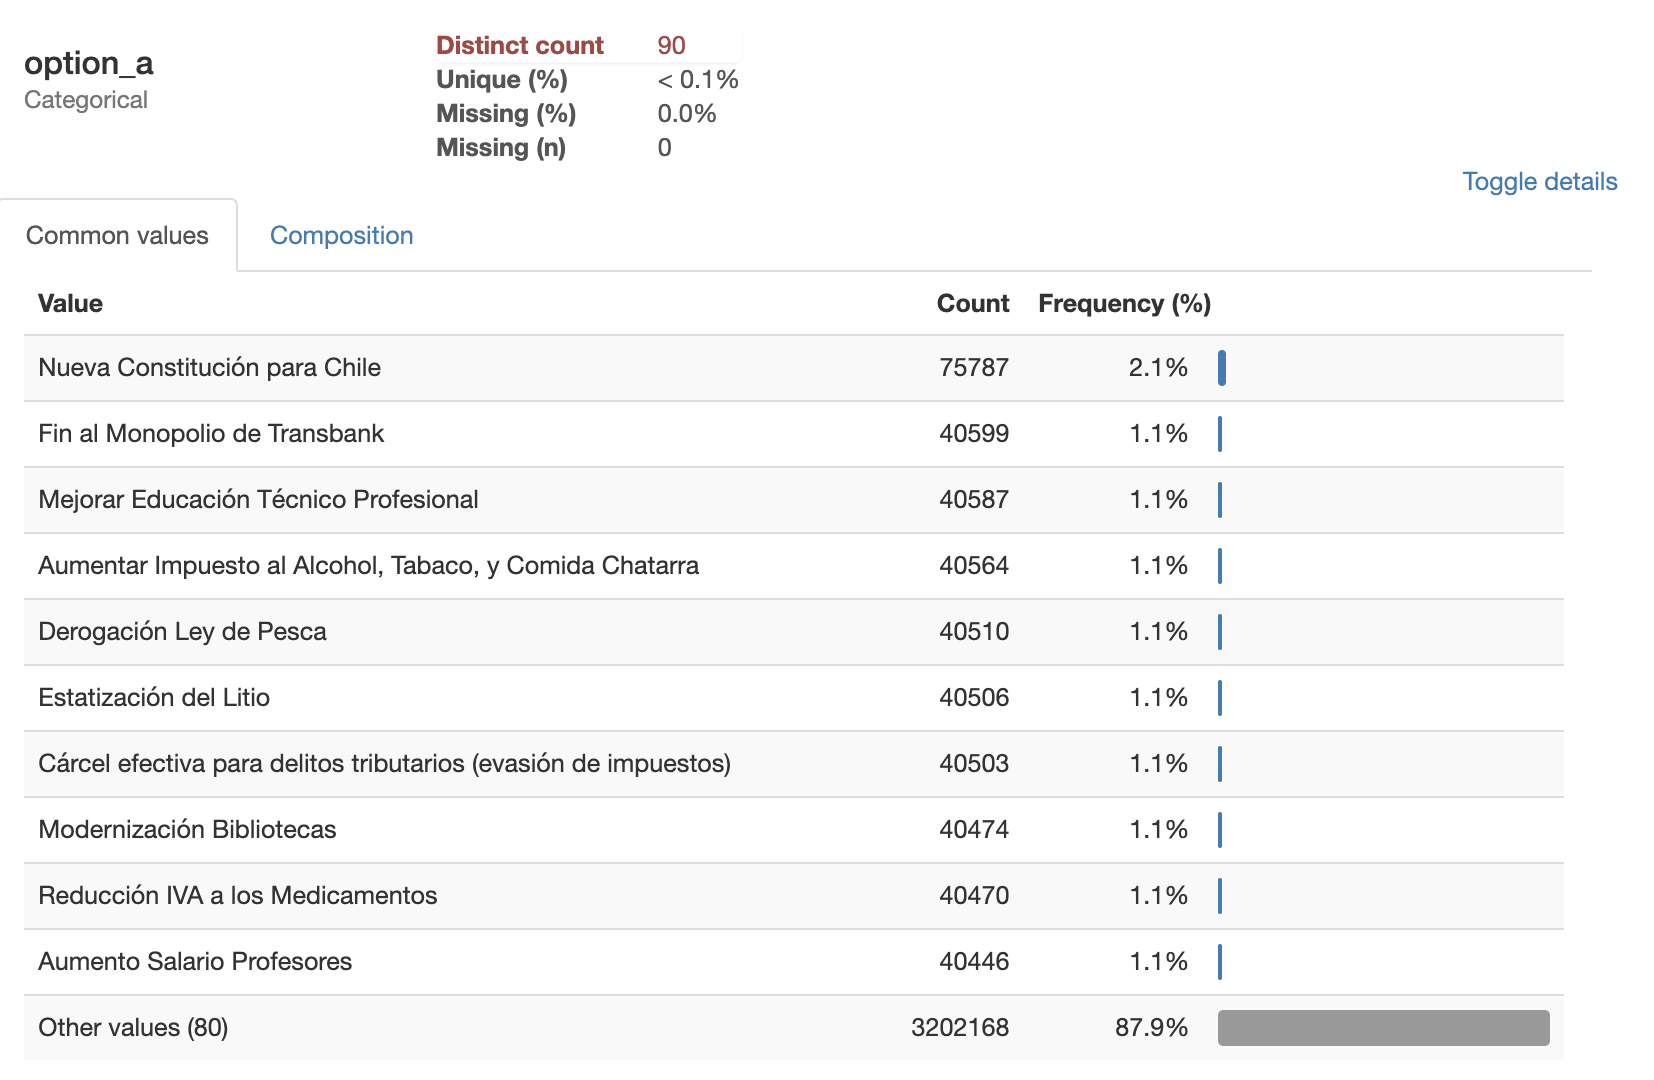 option_a
Categorical
Distinct count 90
Unique (%) < 0.1%
Missing (%) 0.0%
Missing (n) 0
Toggle details
Common values Composition
Value Count Frequency (%)
Nueva Constitución para Chile 75787 2.1%
Fin al Monopolio de Transbank 40599 1.1%
Mejorar Educación Técnico Profesional 40587 1.1%
Aumentar Impuesto al Alcohol, Tabaco, y Comida Chatarra 40564 1.1%
Derogación Ley de Pesca 40510 1.1%
Estatización del Litio 40506 1.1%
Cárcel efectiva para delitos tributarios (evasión de impuestos) 40503 1.1%
Modernización Bibliotecas 40474 1.1%
Reducción IVA a los Medicamentos 40470 1.1%
Aumento Salario Profesores 40446 1.1%
Other values (80) 3202168 87.9%